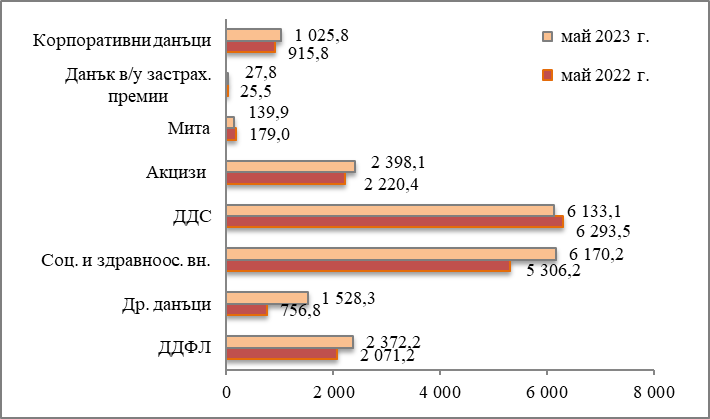 Корпоративни данъци
1 025,8
915,8
май 2023 г.
май 2022 г.
Данък в/у застрах.
премии
27,8
25,5
Мита
139,9
179,0
Акцизи
2 398,1
2 220,4
ДДС
6 133,1
6 293,5
Соц. и здравноос. вн.
6 170,2
5 306,2
Др. данъци
1 528,3
756,8
ДДФЛ
2 372,2
2 071,2
0
2 000
4 000
6 000
8 000